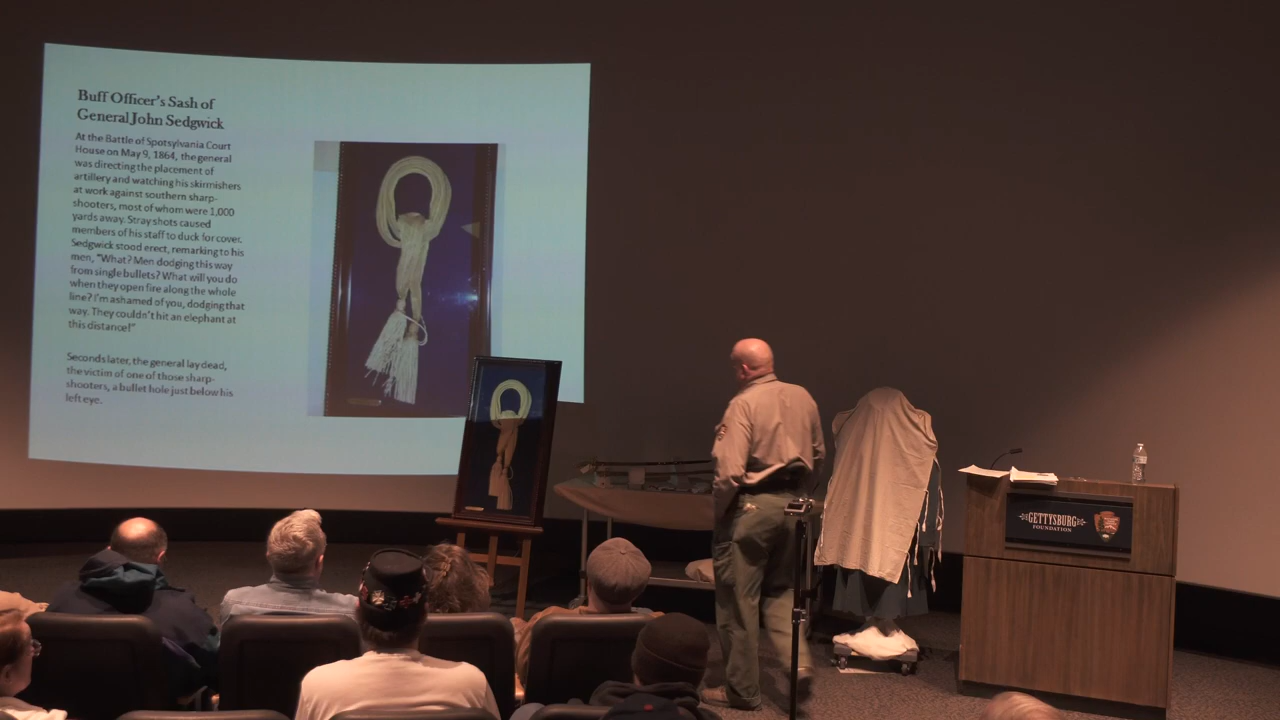 Buff Officer's Sash of
General John Sedgwick
At the Battle of Spotsylvania Court
House on May 9, 1864, the general
was directing the placement of
artillery and watching his skirmishers
at work against southern sharp-
shooters, most of whom were 1,000
yards away. Stray shots caused
members of his staff to duck for cover.
Sedgwick stood erect, remarking to his
men, "What? Men dodging this way
from single bullets? What will you do
when they open fire along the whole
line? I'm ashamed of you, dodging that
way. They couldn't hit an elephant at
this distance!"
Seconds later, the general lay dead,
the victim of one of those sharp-
shooters, a bullet hole just below his
left eye.
GETTYSBURG
FOUNDATION